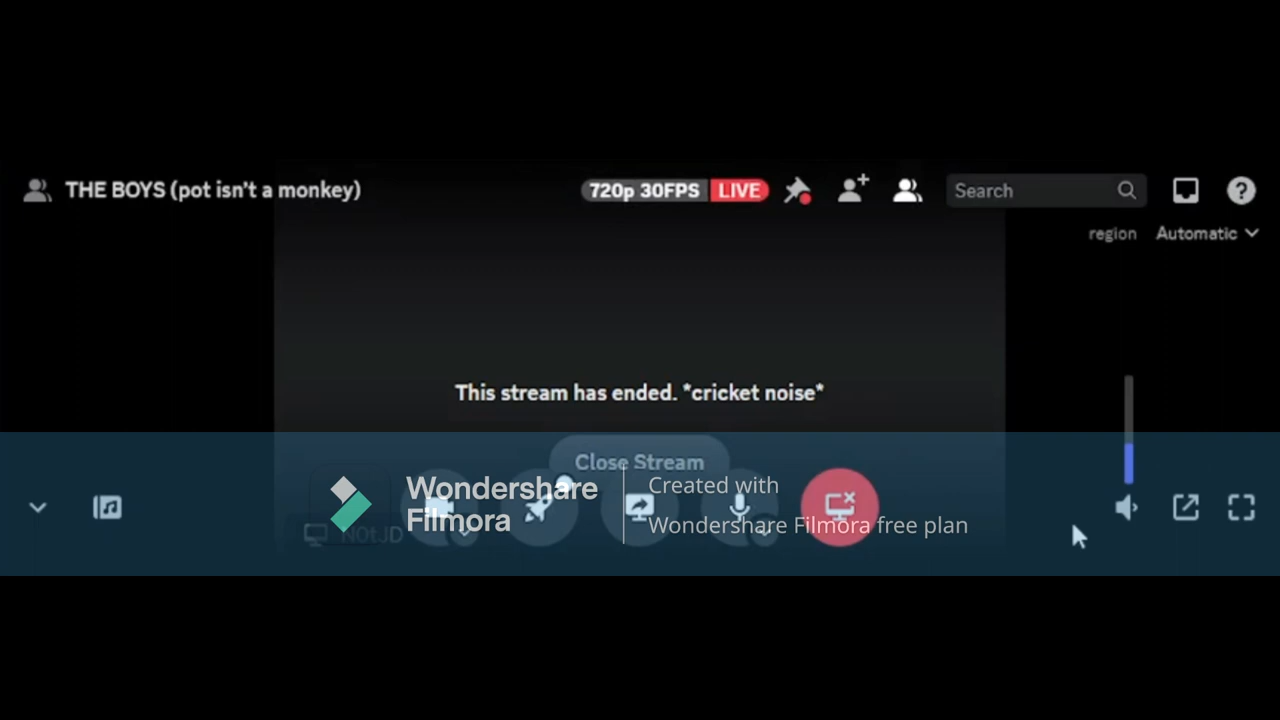 THE BOYS (pot isn't a monkey)
720p 30FPS LIVE
Search
region Automatic
This stream has ended. *cricket noise*
Close Stream
Wondershare
Filmora
Created with
Wondershare Filmora free plan
N0tJD